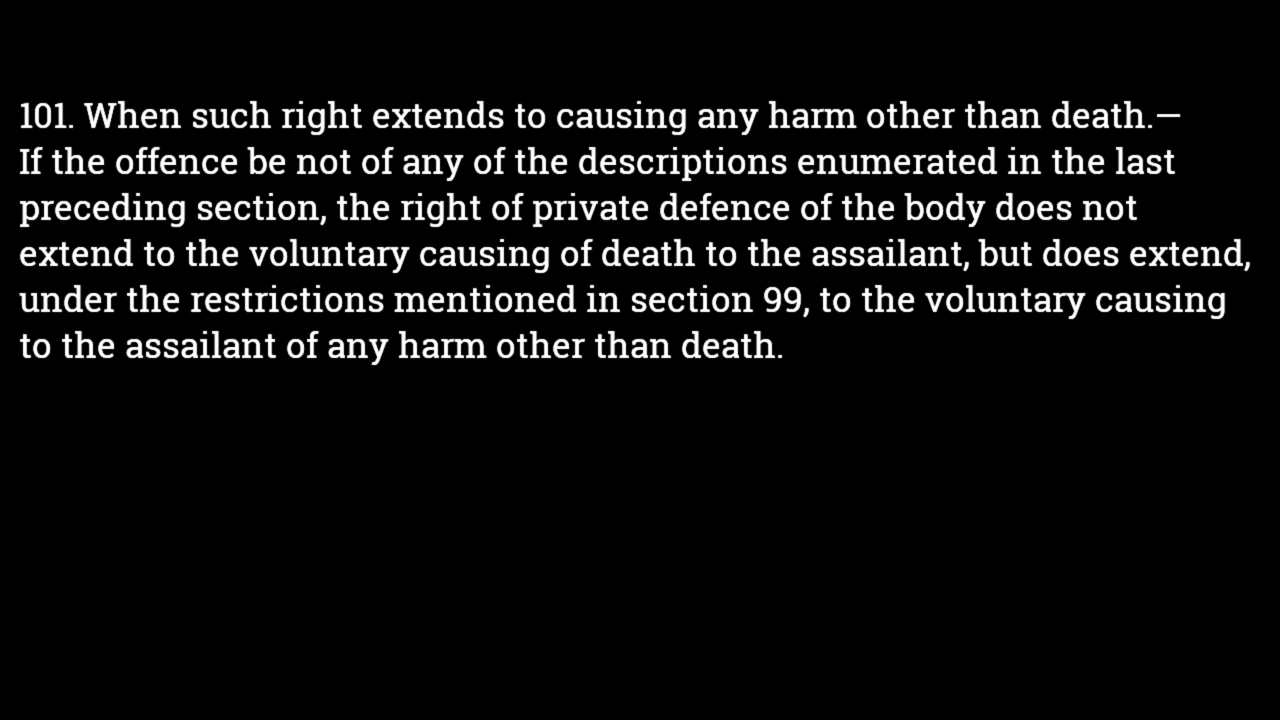 101. When such right extends to causing any harm other than death.—
If the offence be not of any of the descriptions enumerated in the last
preceding section, the right of private defence of the body does not
extend to the voluntary causing of death to the assailant, but does extend,
under the restrictions mentioned in section 99, to the voluntary causing
to the assailant of any harm other than death.